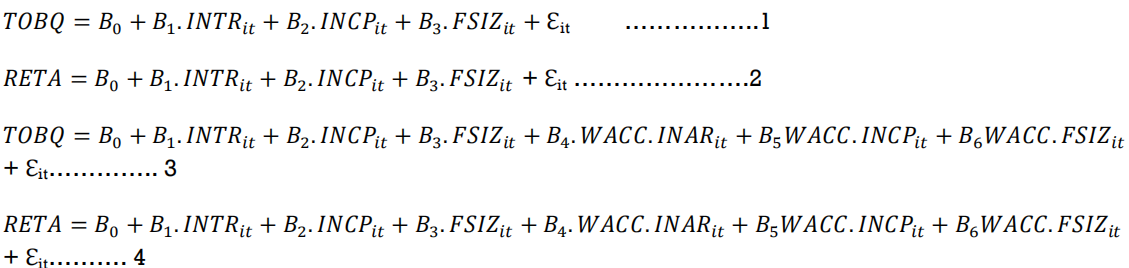 TOBQ = B₀ + B₁.INTRᵢₜ + B₂.INCPᵢₜ + B₃.FSIZᵢₜ + Ɛᵢₜ ……………..1
RETA = B₀ + B₁.INTRᵢₜ + B₂.INCPᵢₜ + B₃.FSIZᵢₜ + Ɛᵢₜ ………………….2
TOBQ = B₀ + B₁.INTRᵢₜ + B₂.INCPᵢₜ + B₃.FSIZᵢₜ + B₄.WACC.INARᵢₜ + B₅WACC.INCPᵢₜ + B₆WACC.FSIZᵢₜ
+ Ɛᵢₜ………….. 3
RETA = B₀ + B₁.INTRᵢₜ + B₂.INCPᵢₜ + B₃.FSIZᵢₜ + B₄.WACC.INARᵢₜ + B₅WACC.INCPᵢₜ + B₆WACC.FSIZᵢₜ
+ Ɛᵢₜ………. 4